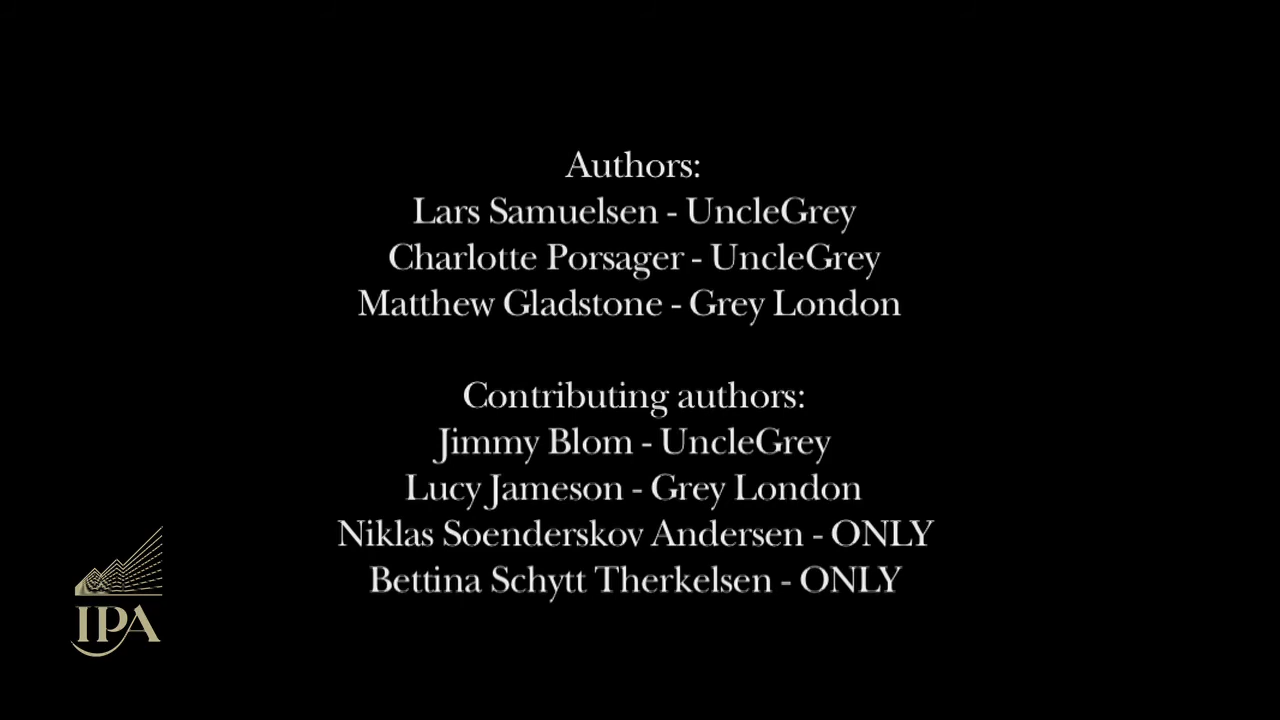 Authors:
Lars Samuelsen - UncleGrey
Charlotte Porsager - UncleGrey
Matthew Gladstone - Grey London
Contributing authors:
Jimmy Blom - UncleGrey
Lucy Jameson - Grey London
Niklas Soenderskov Andersen - ONLY
Bettina Schytt Therkelsen - ONLY
IPA